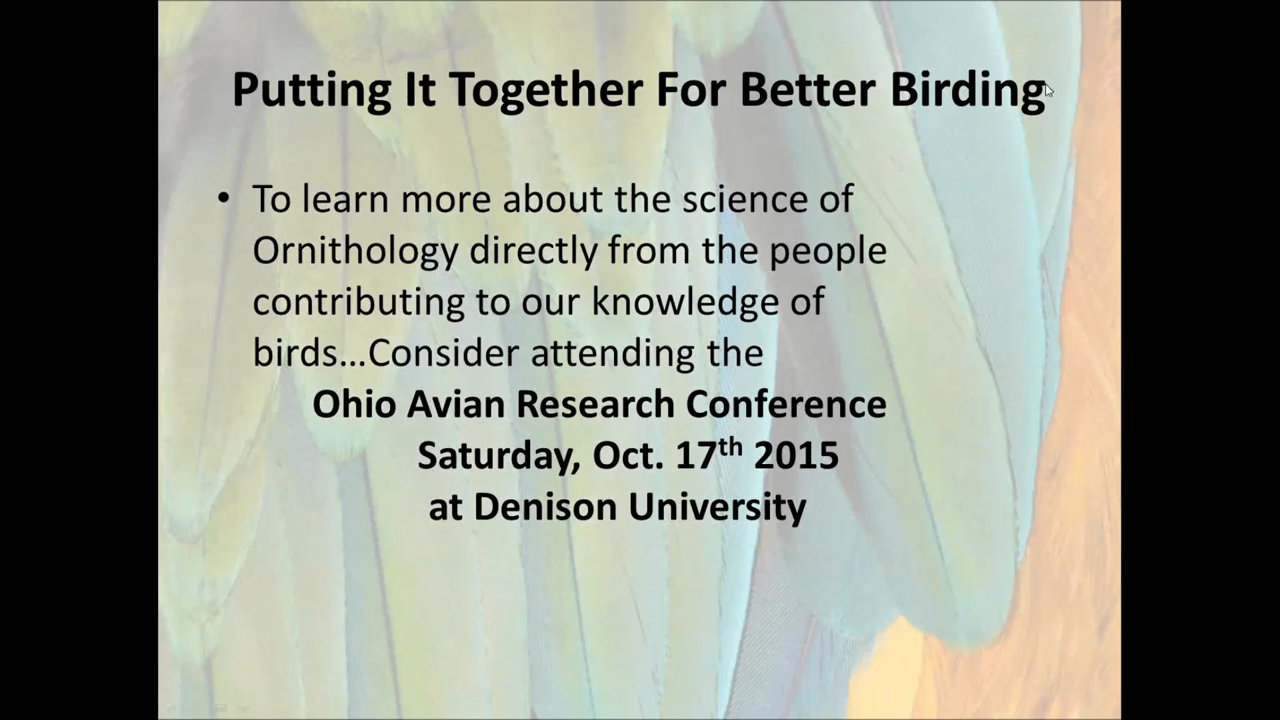 Putting It Together For Better Birding
• To learn more about the science of
Ornithology directly from the people
contributing to our knowledge of
birds...Consider attending the
Ohio Avian Research Conference
Saturday, Oct. 17th 2015
at Denison University